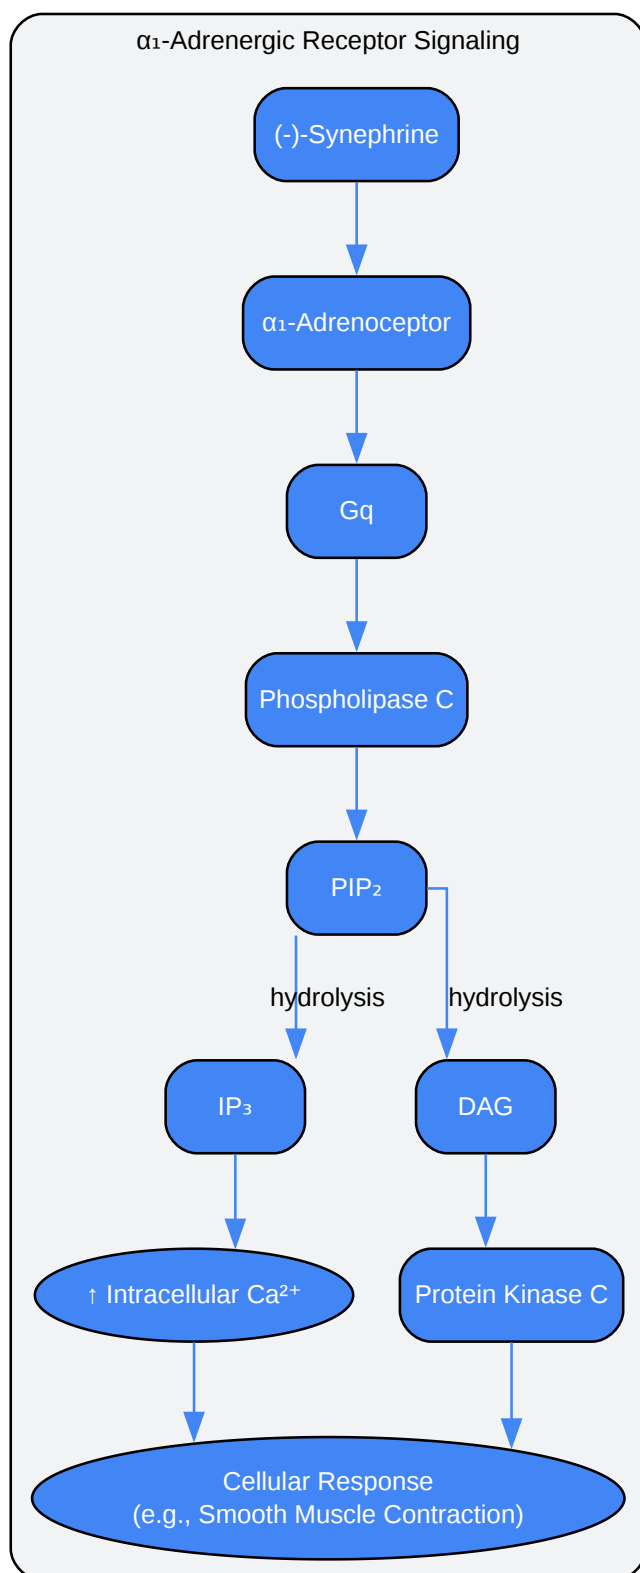 α₁-Adrenergic Receptor Signaling
(-)-Synephrine
α₁-Adrenoceptor
Gq
Phospholipase C
PIP₂
hydrolysis
hydrolysis
IP₃
DAG
↑ Intracellular Ca²⁺
Protein Kinase C
Cellular Response
(e.g., Smooth Muscle Contraction)